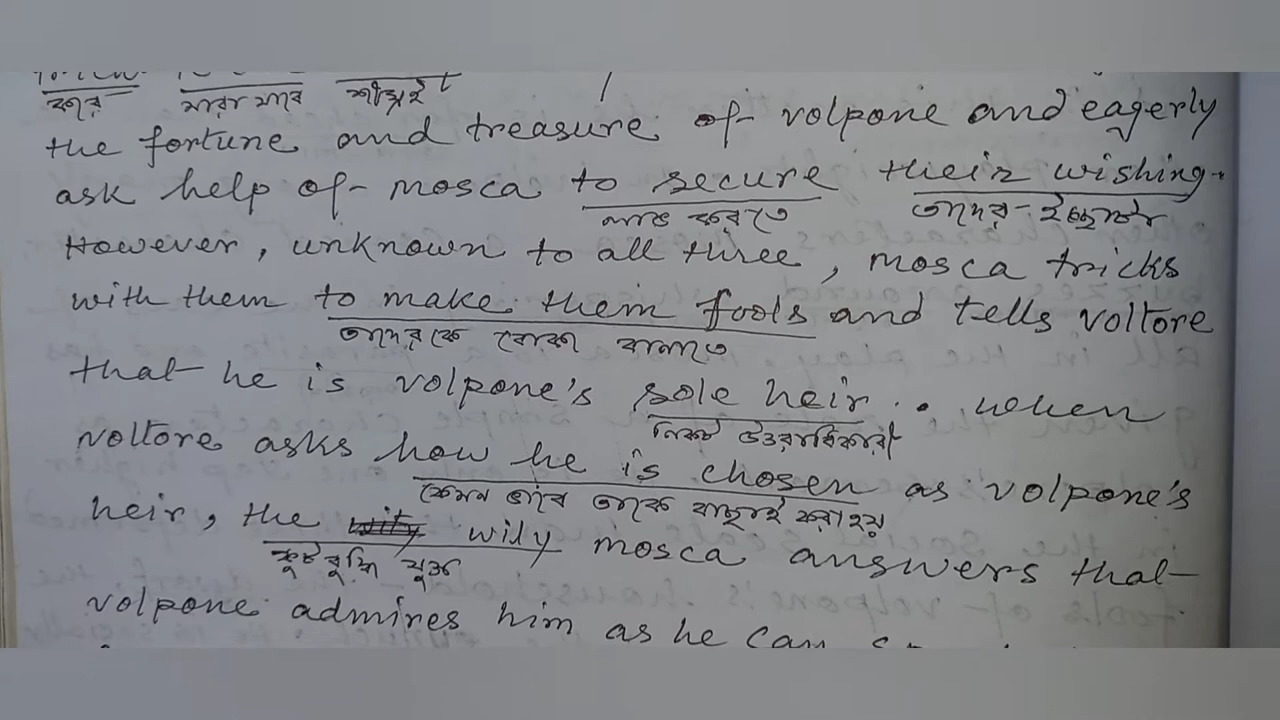 করে মারা যাবে শীঘ্রই
the fortune and treasure of volpone and eagerly
ask help of mosca to secure their wishing.
লাভ করতে তাদের ইচ্ছাটা
However, unknown to all three, mosca tricks
with them to make them fools and tells voltore
তাদেরকে বোকা বানাতে
that he is volpone's sole heir. when
উত্তরাধিকারী
voltore asks how he is chosen as volpone's
কেমন ভাবে তাকে বাছাই করা হয়
heir, the wily mosca answers that
কূটবুদ্ধি যুক্ত
volpone admires him as he can